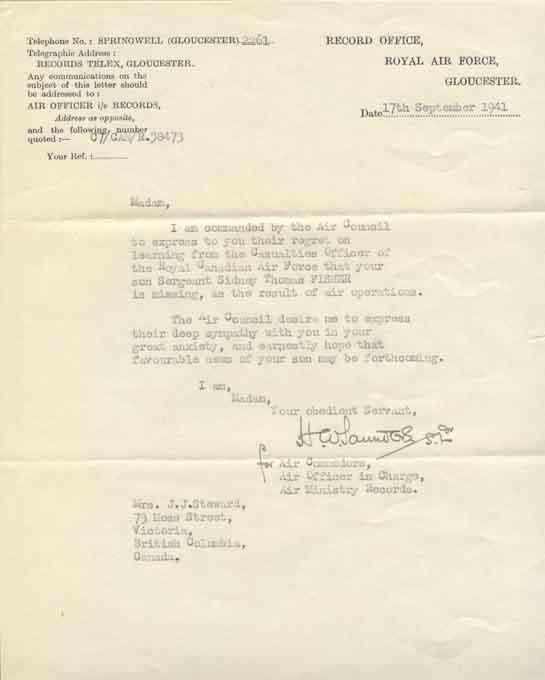 Telephone No.: SPRINGWELL (GLOUCESTER) 2261.
Telegraphic Address:
RECORDS TELEX, GLOUCESTER.
Any communications on the
subject of this letter should
be addressed to:
AIR OFFICER i/c RECORDS,
Address as opposite,
and the following number
quoted:— C7/CAN/R.58473
Your Ref.:
RECORD OFFICE,
ROYAL AIR FORCE,
GLOUCESTER.
Date 17th September 1941
Madam,
I am commanded by the Air Council
to express to you their regret on
learning from the Casualties Officer of
the Royal Canadian Air Force that your
son Sergeant Sidney Thomas
is missing, as the result of air operations.
The Air Council desire me to express
their deep sympathy with you in your
great anxiety, and earnestly hope that
favourable news of your son may be forthcoming.
I am,
Madam,
Your obedient Servant,
for Air Commodore,
Air Officer in Charge,
Air Ministry Records.
Mrs. J.J.Steward,
73 Moss Street,
Victoria,
British Columbia,
Canada.